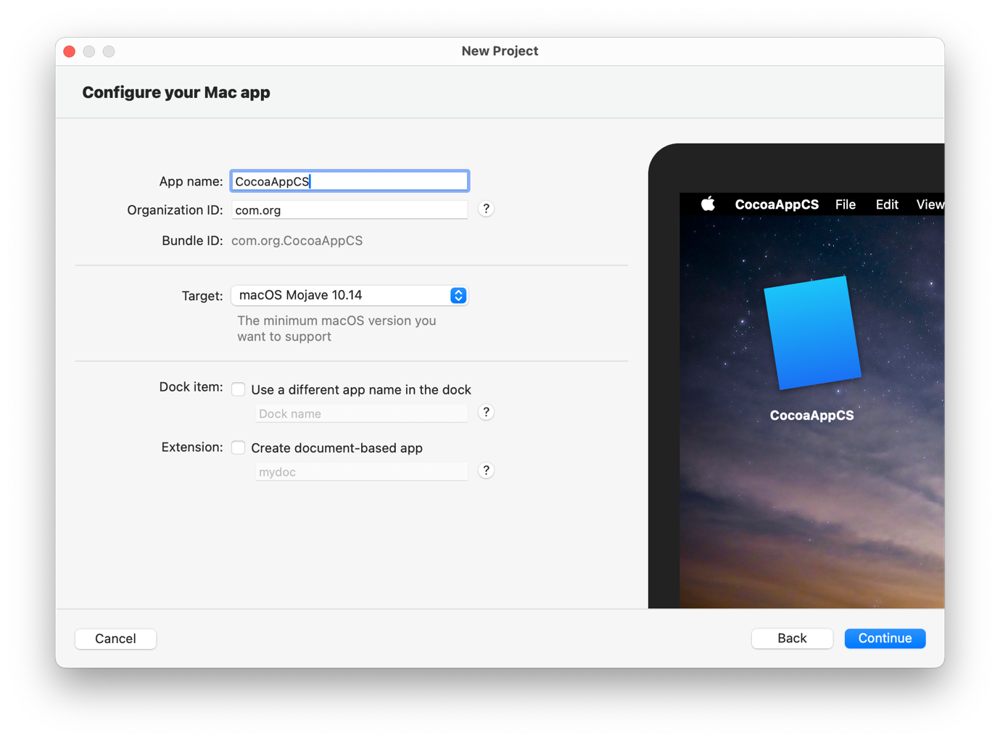 New Project
Configure your Mac app
App name: CocoaAppCS
Organization ID: com.org ?
Bundle ID: com.org.CocoaAppCS
Target: macOS Mojave 10.14
The minimum macOS version you
want to support
Dock item: Use a different app name in the dock
Dock name ?
Extension: Create document-based app
mydoc ?
CocoaAppCS File Edit View
CocoaAppCS
Cancel Back Continue